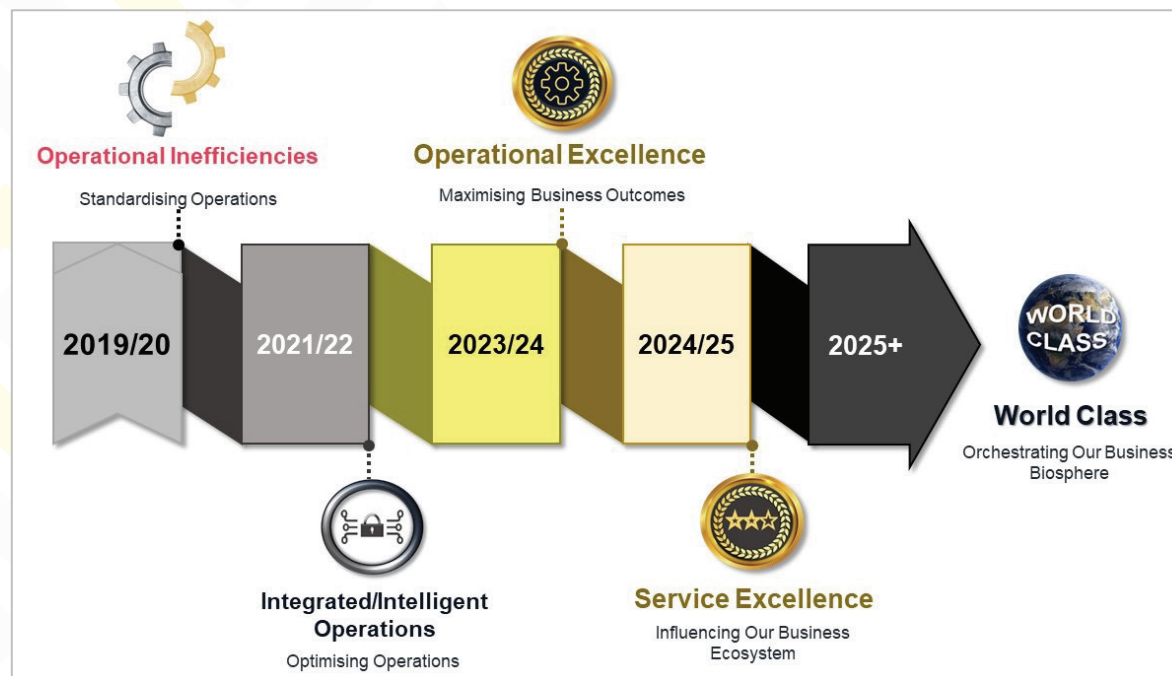 Operational Inefficiencies
Standardising Operations
Operational Excellence
Maximising Business Outcomes
2019/20
2021/22
2023/24
2024/25
2025+
WORLD
CLASS
World Class
Orchestrating Our Business
Biosphere
Integrated/Intelligent
Operations
Optimising Operations
Service Excellence
Influencing Our Business
Ecosystem